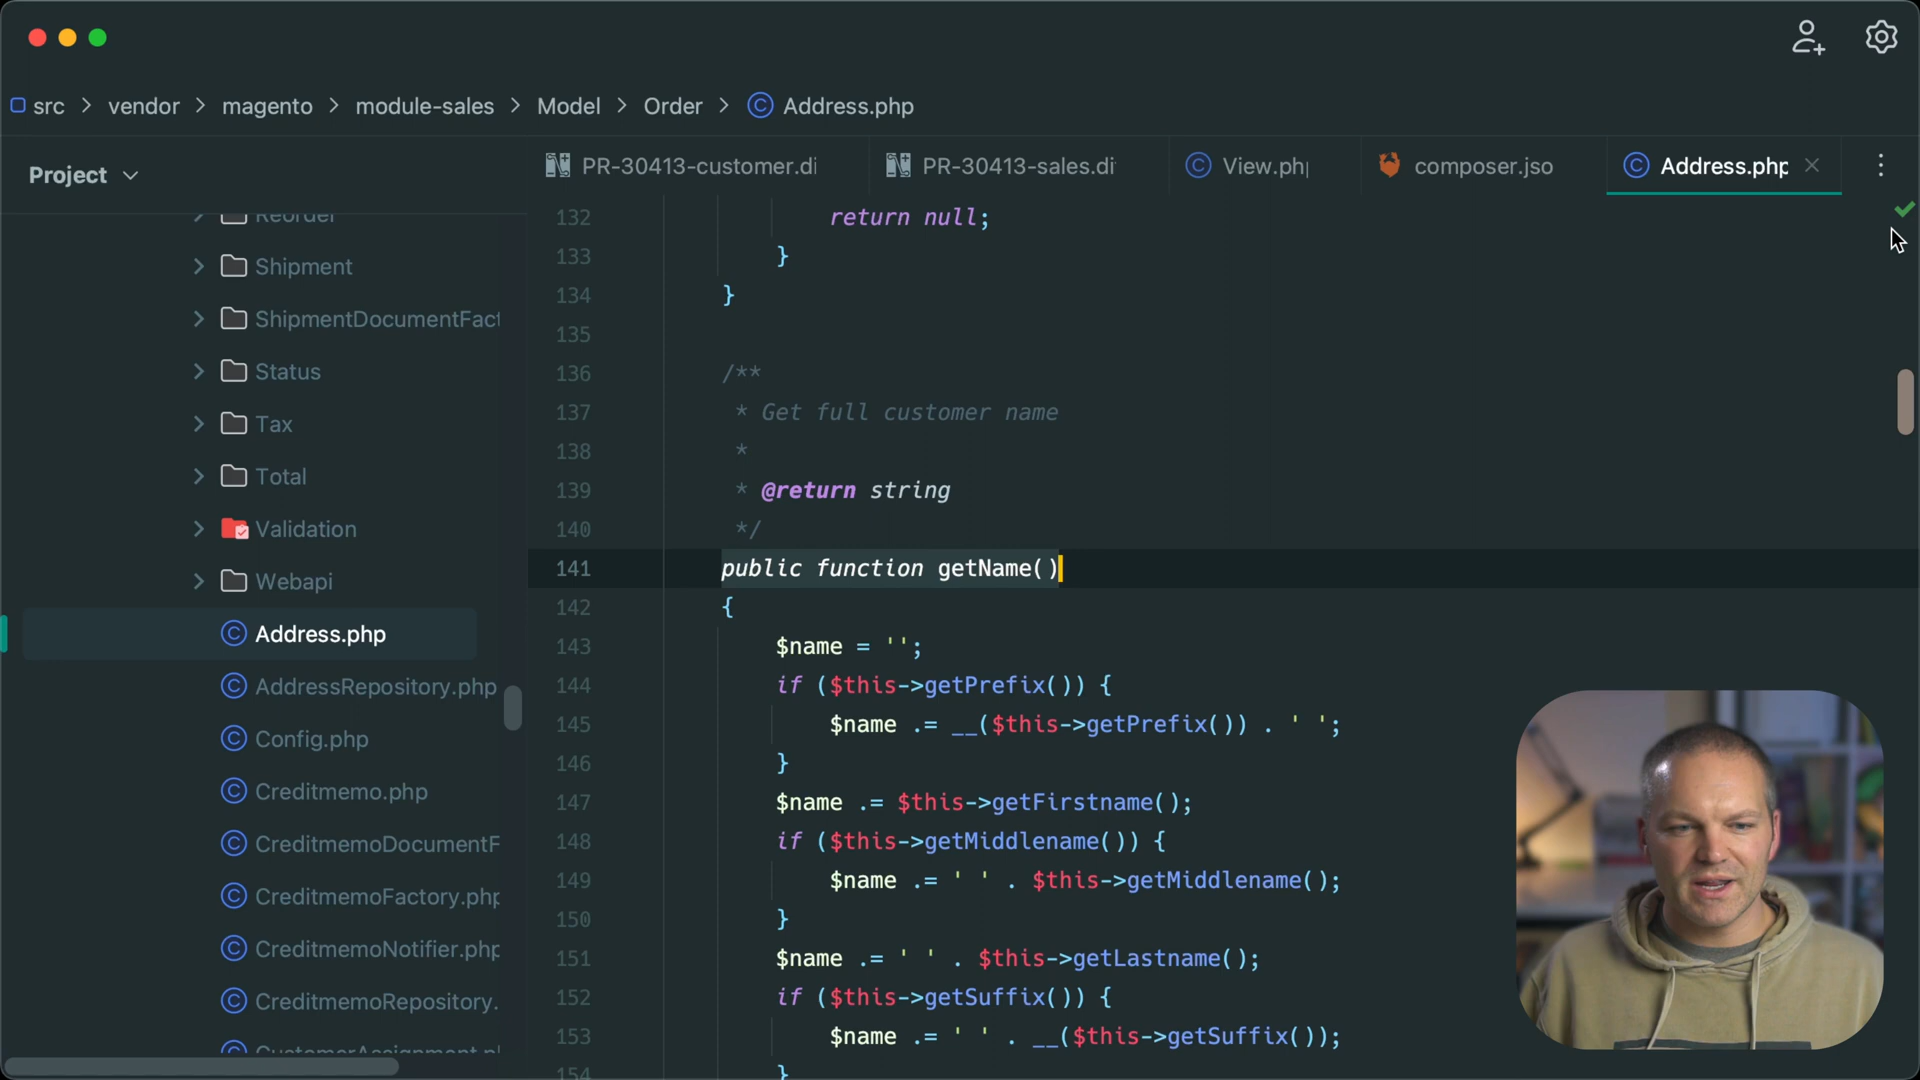 src > vendor > magento > module-sales > Model > Order > Address.php
Project
PR-30413-customer.di
PR-30413-sales.di
View.php
composer.jso
Address.php
Reorder
Shipment
ShipmentDocumentFact
Status
Tax
Total
Validation
Webapi
Address.php
AddressRepository.php
Config.php
Creditmemo.php
CreditmemoDocumentF
CreditmemoFactory.php
CreditmemoNotifier.php
CreditmemoRepository.
CustomerAssignment.pl
132 return null;
133 }
134 }
135
136 /**
137 * Get full customer name
138 *
139 * @return string
140 */
141 public function getName()
142 {
143 $name = '';
144 if ($this->getPrefix()) {
145 $name .= __($this->getPrefix()) . ' ';
146 }
147 $name .= $this->getFirstname();
148 if ($this->getMiddlename()) {
149 $name .= ' ' . $this->getMiddlename();
150 }
151 $name .= ' ' . $this->getLastname();
152 if ($this->getSuffix()) {
153 $name .= ' ' . __($this->getSuffix());
154 }